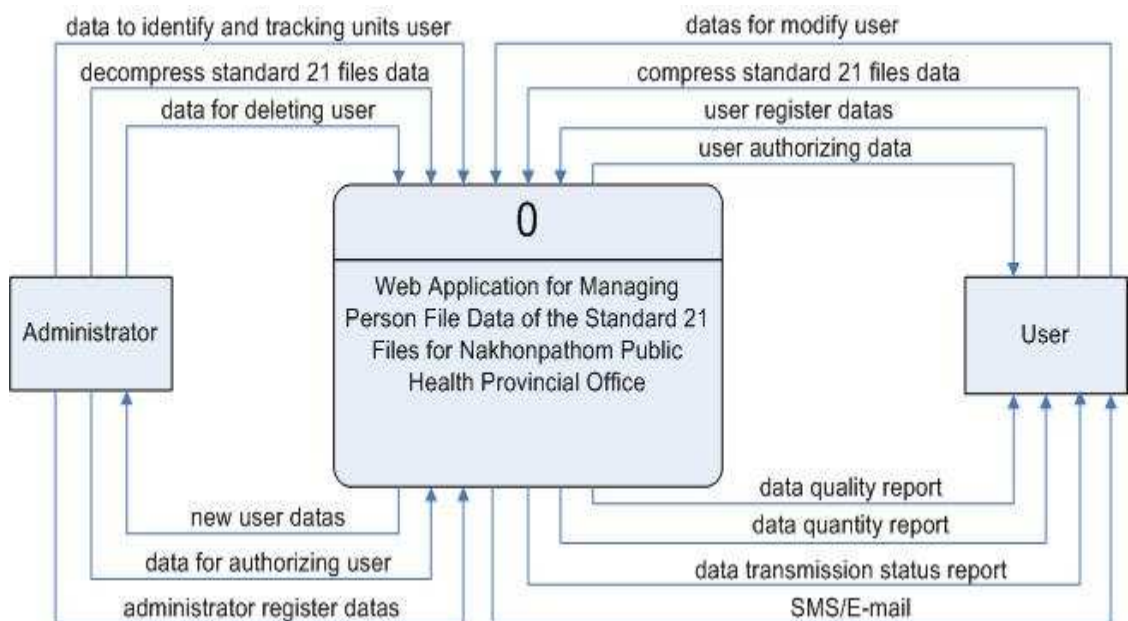 data to identify and tracking units user
datas for modify user
decompress standard 21 files data
compress standard 21 files data
data for deleting user
user register datas
user authorizing data
0
Web Application for Managing
Person File Data of the Standard 21
Files for Nakhonpathom Public
Health Provincial Office
Administrator
User
new user datas
data for authorizing user
administrator register datas
data quality report
data quantity report
data transmission status report
SMS/E-mail